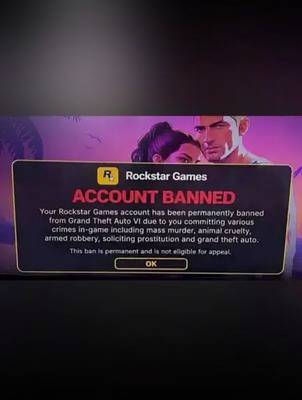 R
Rockstar Games
ACCOUNT BANNED
Your Rockstar Games account has been permanently banned
from Grand Theft Auto VI due to you committing various
crimes in-game including mass murder, animal cruelty,
armed robbery, soliciting prostitution and grand theft auto.
This ban is permanent and is not eligible for appeal.
OK